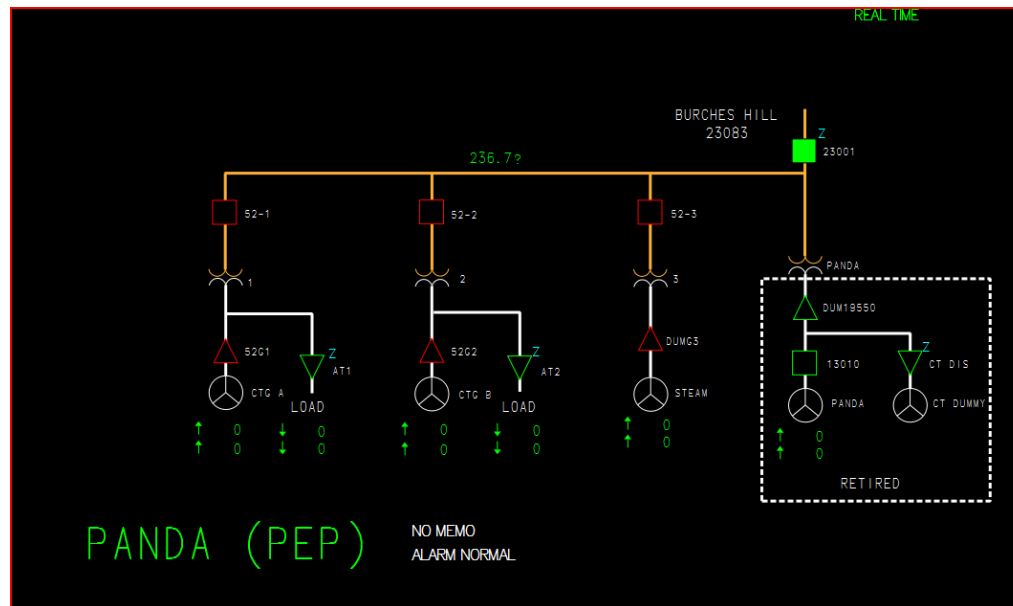 REAL TIME
BURCHES HILL
23083
Z
23001
236.7?
52-1
52-2
52-3
1
2
3
PANDA
DUM19550
52G1
Z
AT1
52G2
Z
AT2
DUMG3
13010
Z
CT DIS
CTG A
LOAD
CTG B
LOAD
STEAM
PANDA
CT DUMMY
↑ 0 ↓ 0
↑ 0 ↓ 0
↑ 0 ↓ 0
↑ 0 ↓ 0
↑ 0
↑ 0
↑ 0
↑ 0
RETIRED
PANDA (PEP)
NO MEMO
ALARM NORMAL